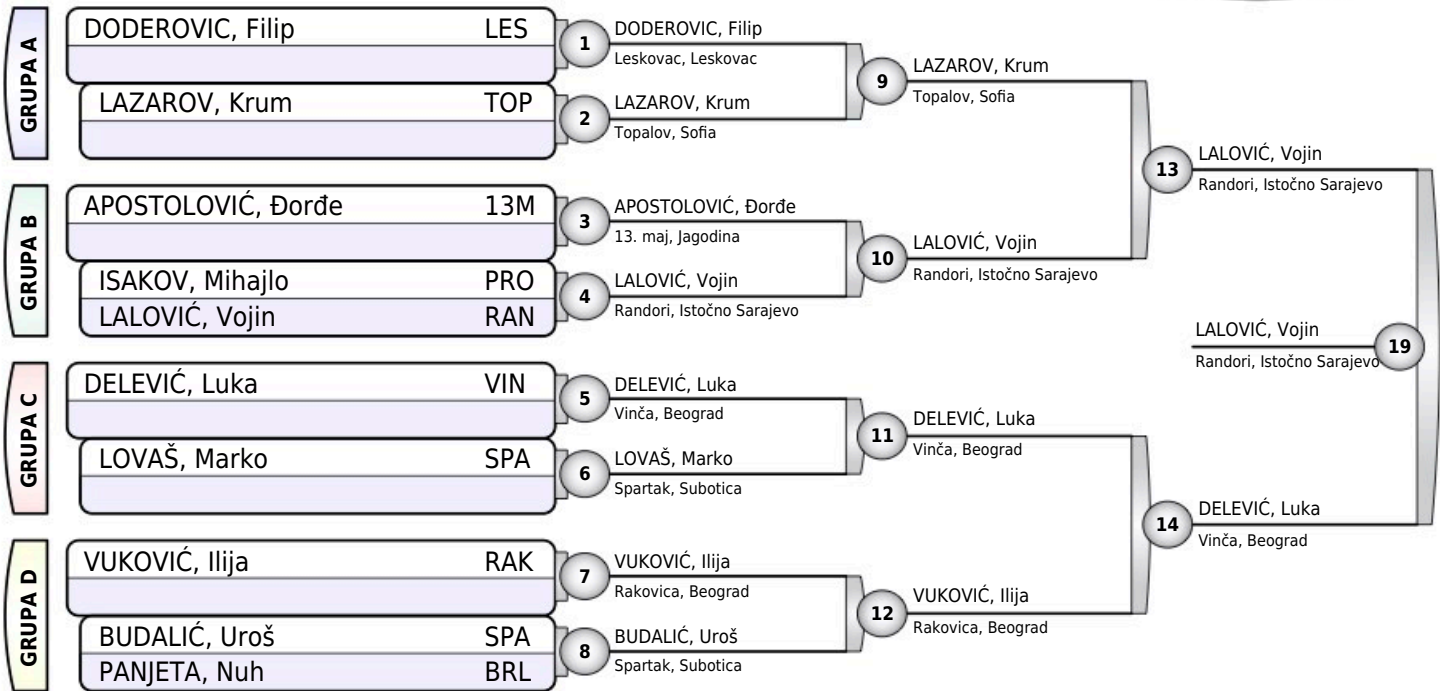 GRUPA A
DODEROVIC, Filip LES
LAZAROV, Krum TOP
1
DODEROVIC, Filip
Leskovac, Leskovac
2
LAZAROV, Krum
Topalov, Sofia
9
LAZAROV, Krum
Topalov, Sofia
GRUPA B
APOSTOLOVIĆ, Đorđe 13M
ISAKOV, Mihajlo PRO
LALOVIĆ, Vojin RAN
3
APOSTOLOVIĆ, Đorđe
13. maj, Jagodina
4
LALOVIĆ, Vojin
Randori, Istočno Sarajevo
10
LALOVIĆ, Vojin
Randori, Istočno Sarajevo
13
LALOVIĆ, Vojin
Randori, Istočno Sarajevo
GRUPA C
DELEVIĆ, Luka VIN
LOVAŠ, Marko SPA
5
DELEVIĆ, Luka
Vinča, Beograd
6
LOVAŠ, Marko
Spartak, Subotica
11
DELEVIĆ, Luka
Vinča, Beograd
GRUPA D
VUKOVIĆ, Ilija RAK
BUDALIĆ, Uroš SPA
PANJETA, Nuh BRL
7
VUKOVIĆ, Ilija
Rakovica, Beograd
8
BUDALIĆ, Uroš
Spartak, Subotica
12
VUKOVIĆ, Ilija
Rakovica, Beograd
14
DELEVIĆ, Luka
Vinča, Beograd
LALOVIĆ, Vojin
Randori, Istočno Sarajevo
19